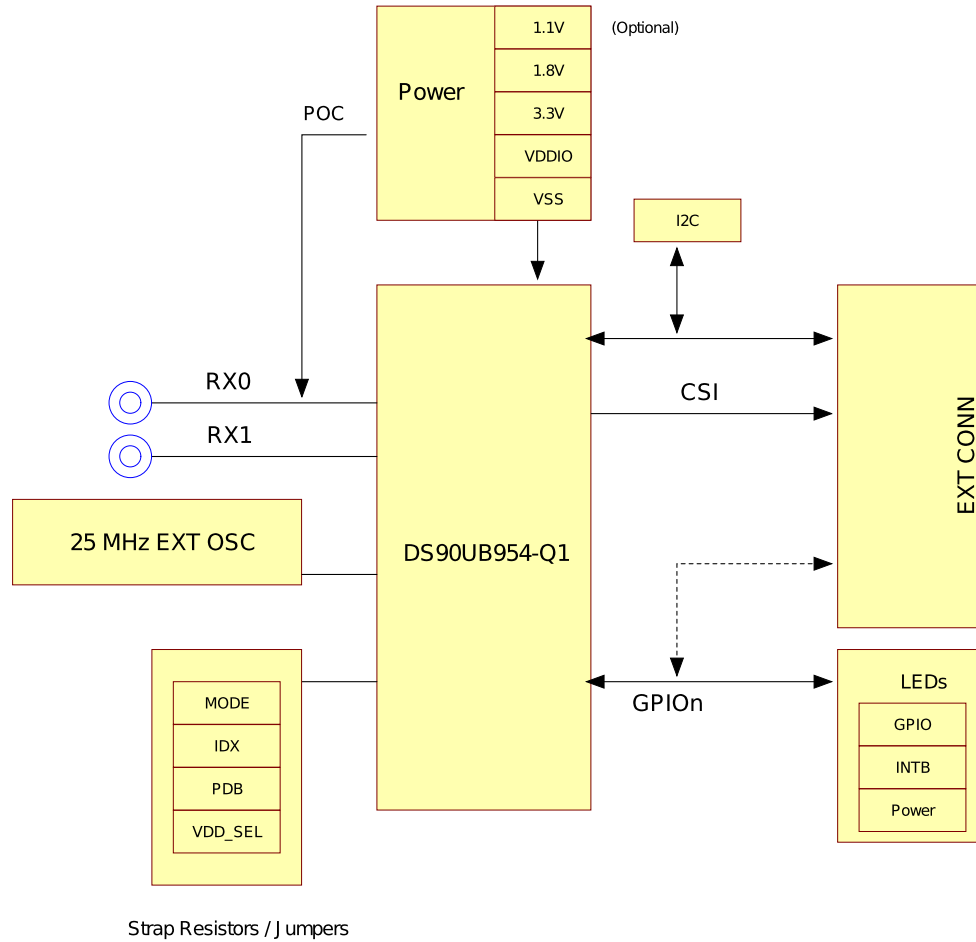 1.1V
(Optional)
1.8V
Power
3.3V
POC
VDDIO
VSS
I2C
RX0
CSI
RX1
EXT CONN
25 MHz EXT OSC
DS90UB954-Q1
LEDs
MODE
GPIOn
GPIO
IDX
INTB
PDB
Power
VDD_SEL
Strap Resistors / Jumpers